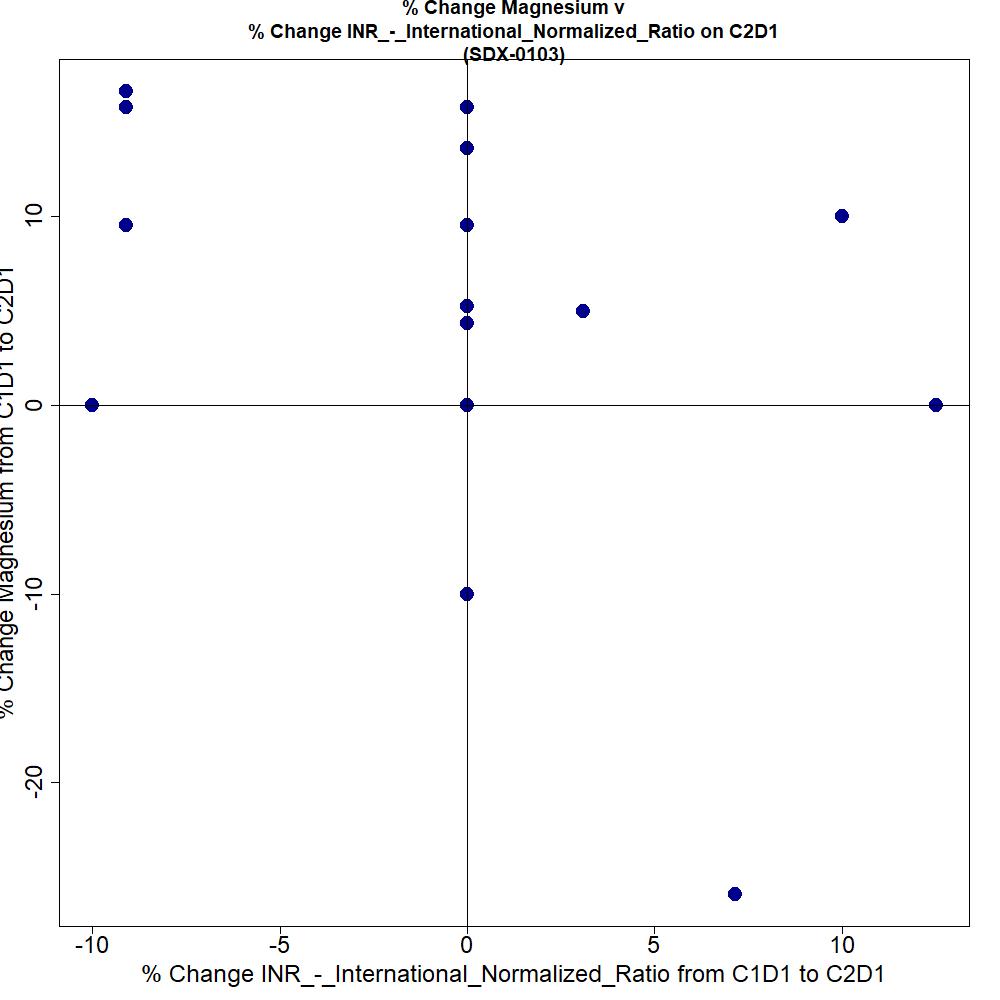 % Change Magnesium v
% Change INR_-_International_Normalized_Ratio on C2D1
(SDX-0103)
% Change Magnesium from C1D1 to C2D1
10
0
-10
-20
-10
-5
0
5
10
% Change INR_-_International_Normalized_Ratio from C1D1 to C2D1